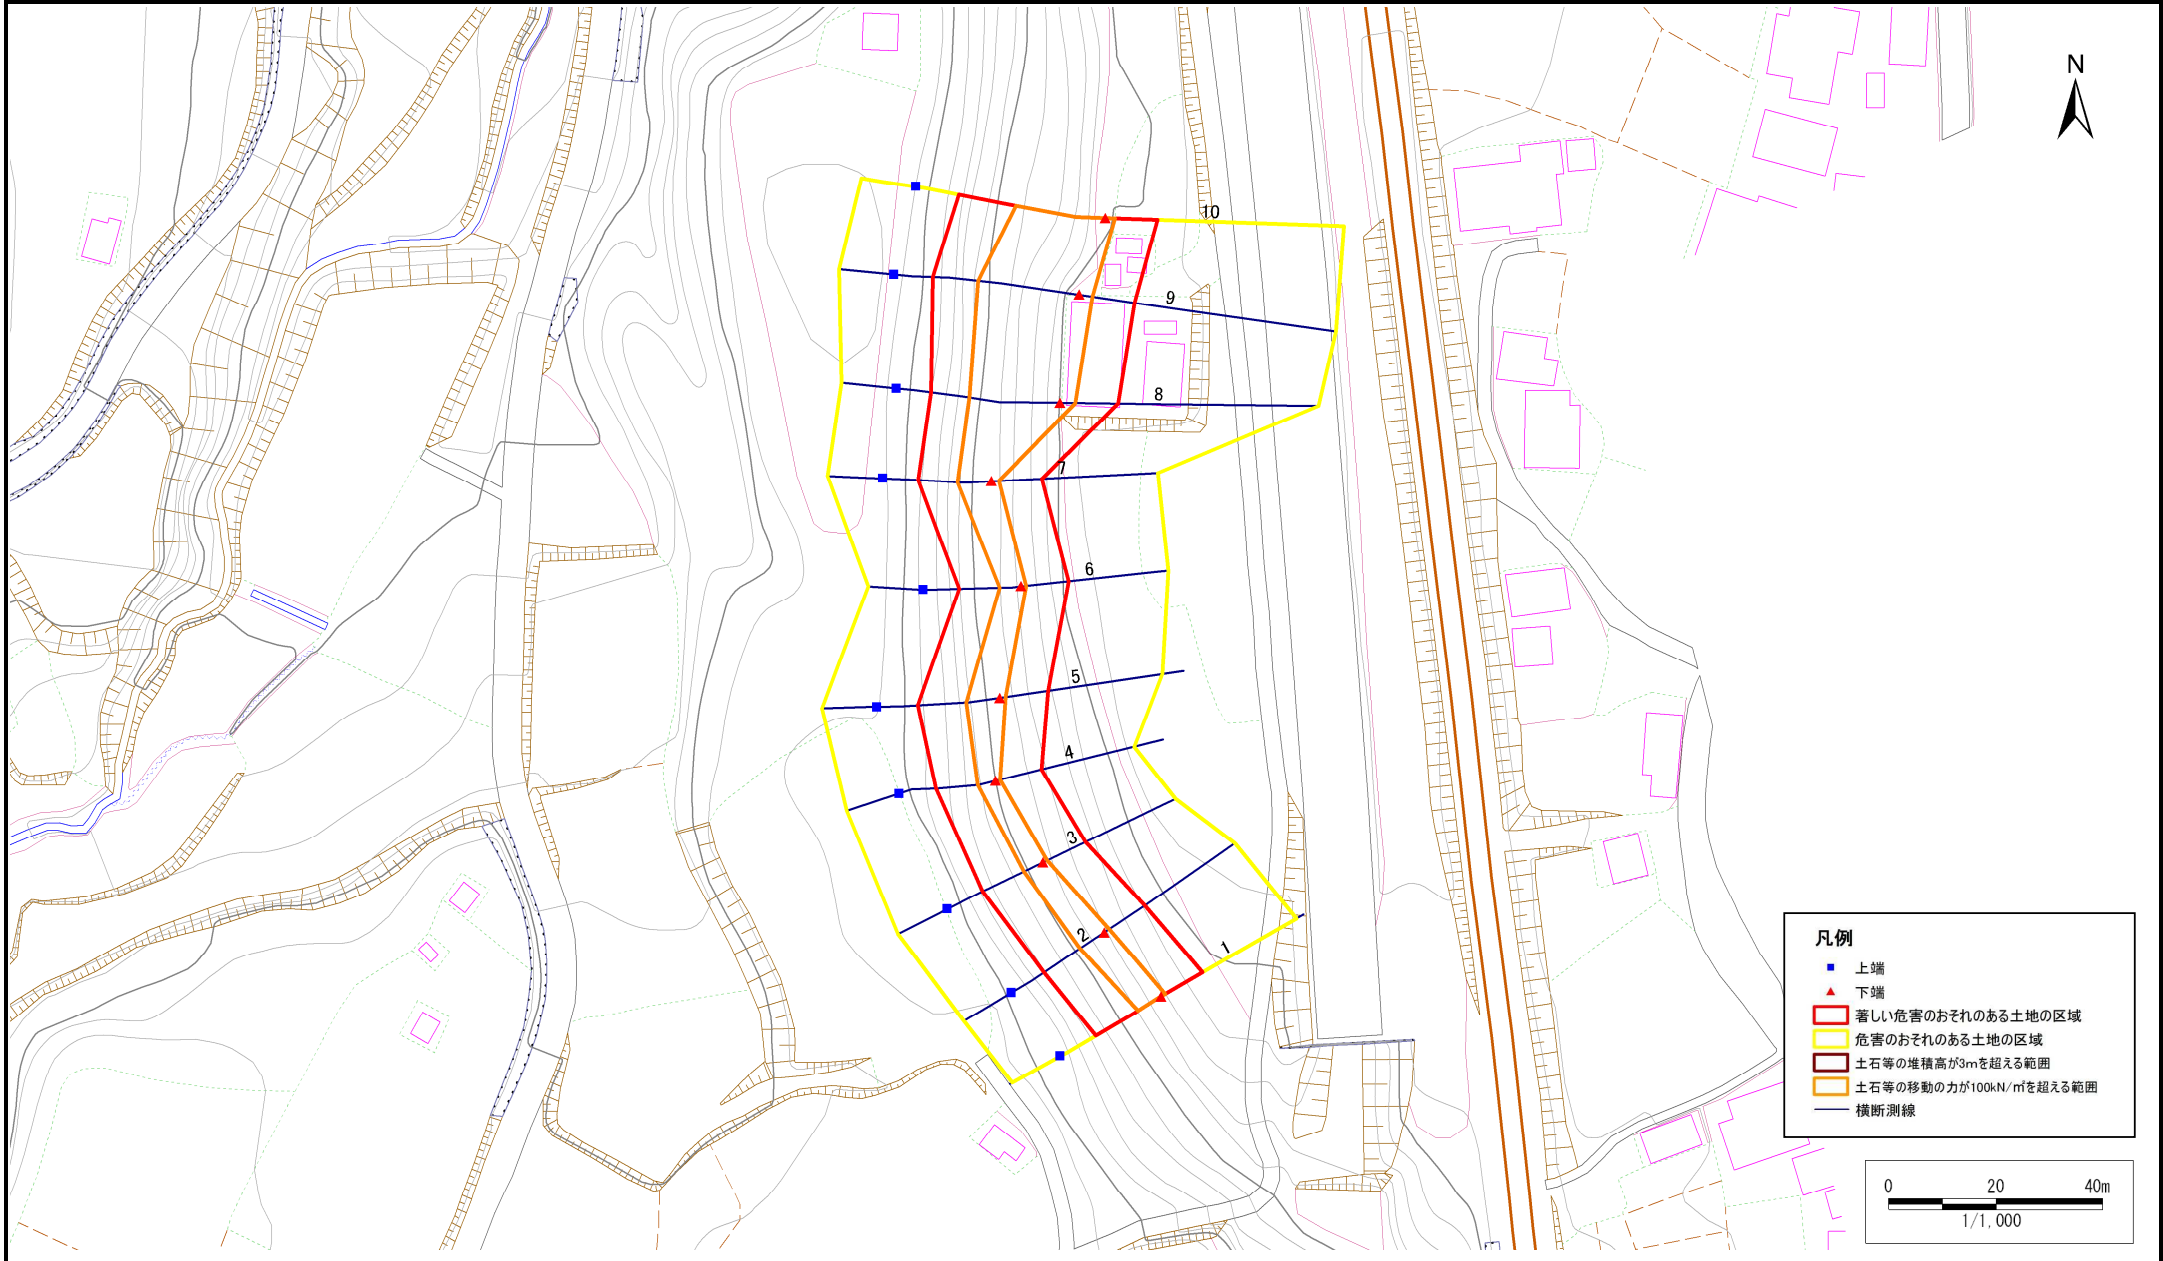 N
10
9
8
7
6
5
4
3
2
1
凡例
上端
下端
著しい危害のおそれのある土地の区域
危害のおそれのある土地の区域
土石等の堆積高が3mを超える範囲
土石等の移動の力が100kN/㎡を超える範囲
横断測線
0 20 40m
1/1,000